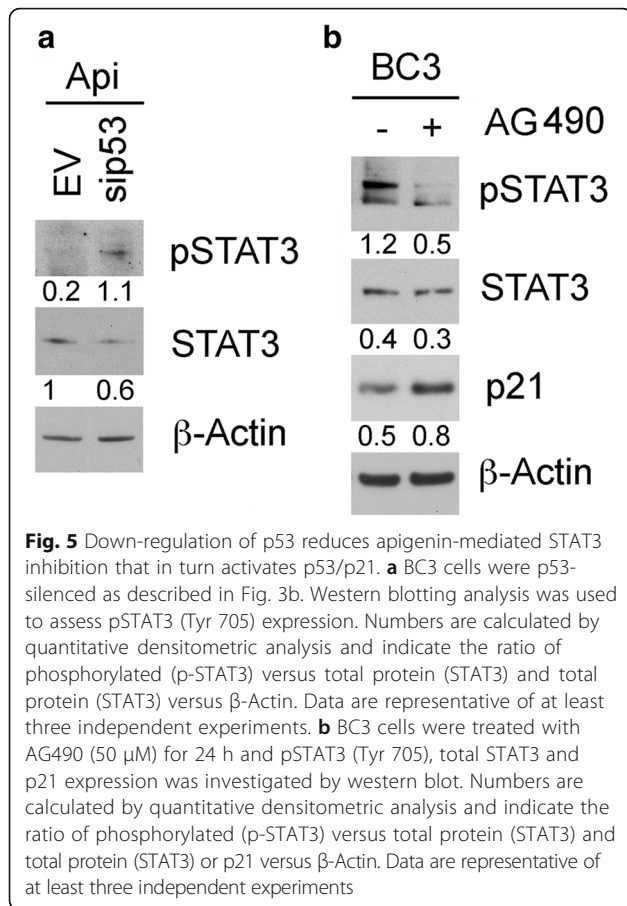 a
Api
EV sip53
pSTAT3
0.2 1.1
STAT3
1 0.6
β-Actin
b
BC3
- + AG490
pSTAT3
1.2 0.5
STAT3
0.4 0.3
p21
0.5 0.8
β-Actin
Fig. 5 Down-regulation of p53 reduces apigenin-mediated STAT3
inhibition that in turn activates p53/p21. a BC3 cells were p53-
silenced as described in Fig. 3b. Western blotting analysis was used
to assess pSTAT3 (Tyr 705) expression. Numbers are calculated by
quantitative densitometric analysis and indicate the ratio of
phosphorylated (p-STAT3) versus total protein (STAT3) and total
protein (STAT3) versus β-Actin. Data are representative of at least
three independent experiments. b BC3 cells were treated with
AG490 (50 μM) for 24 h and pSTAT3 (Tyr 705), total STAT3 and
p21 expression was investigated by western blot. Numbers are
calculated by quantitative densitometric analysis and indicate the
ratio of phosphorylated (p-STAT3) versus total protein (STAT3) and
total protein (STAT3) or p21 versus β-Actin. Data are representative of
at least three independent experiments